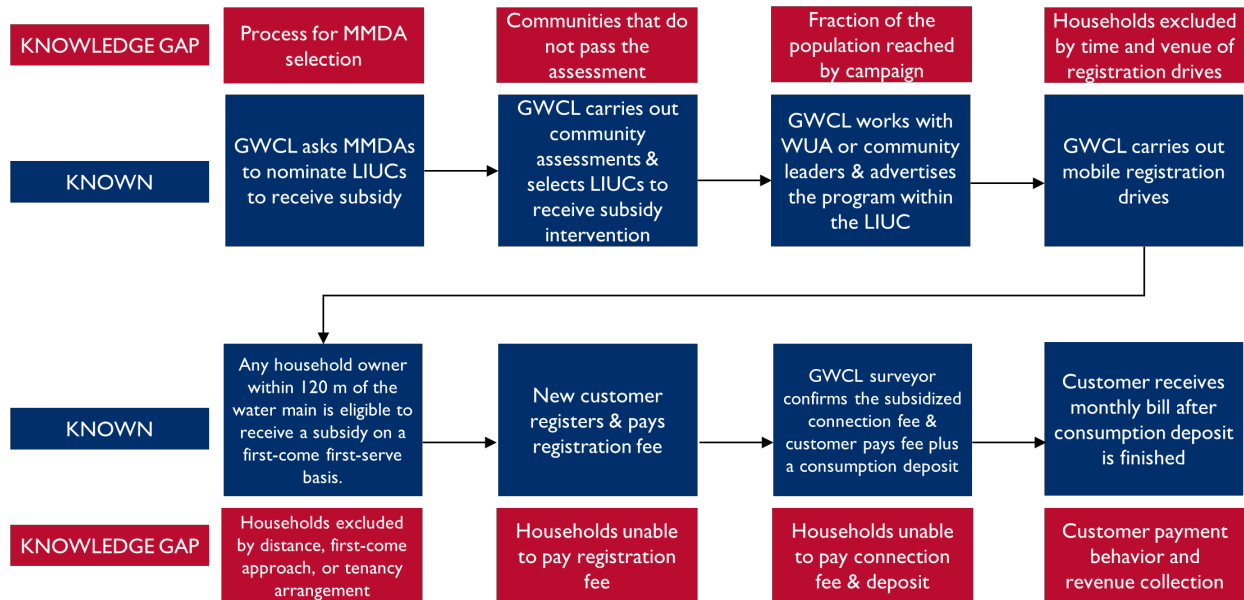 KNOWLEDGE GAP
Process for MMDA
selection
Communities that do
not pass the
assessment
Fraction of the
population reached
by campaign
Households excluded
by time and venue of
registration drives
KNOWN
GWCL asks MMDAs
to nominate LIUCs
to receive subsidy
GWCL carries out
community
assessments &
selects LIUCs to
receive subsidy
intervention
GWCL works with
WUA or community
leaders & advertises
the program within
the LIUC
GWCL carries out
mobile registration
drives
KNOWN
Any household owner
within 120 m of the
water main is eligible to
receive a subsidy on a
first-come first-serve
basis.
New customer
registers & pays
registration fee
GWCL surveyor
confirms the subsidized
connection fee &
customer pays fee plus
a consumption deposit
Customer receives
monthly bill after
consumption deposit
is finished
KNOWLEDGE GAP
Households excluded
by distance, first-come
approach, or tenancy
arrangement
Households unable
to pay registration
fee
Households unable
to pay connection
fee & deposit
Customer payment
behavior and
revenue collection